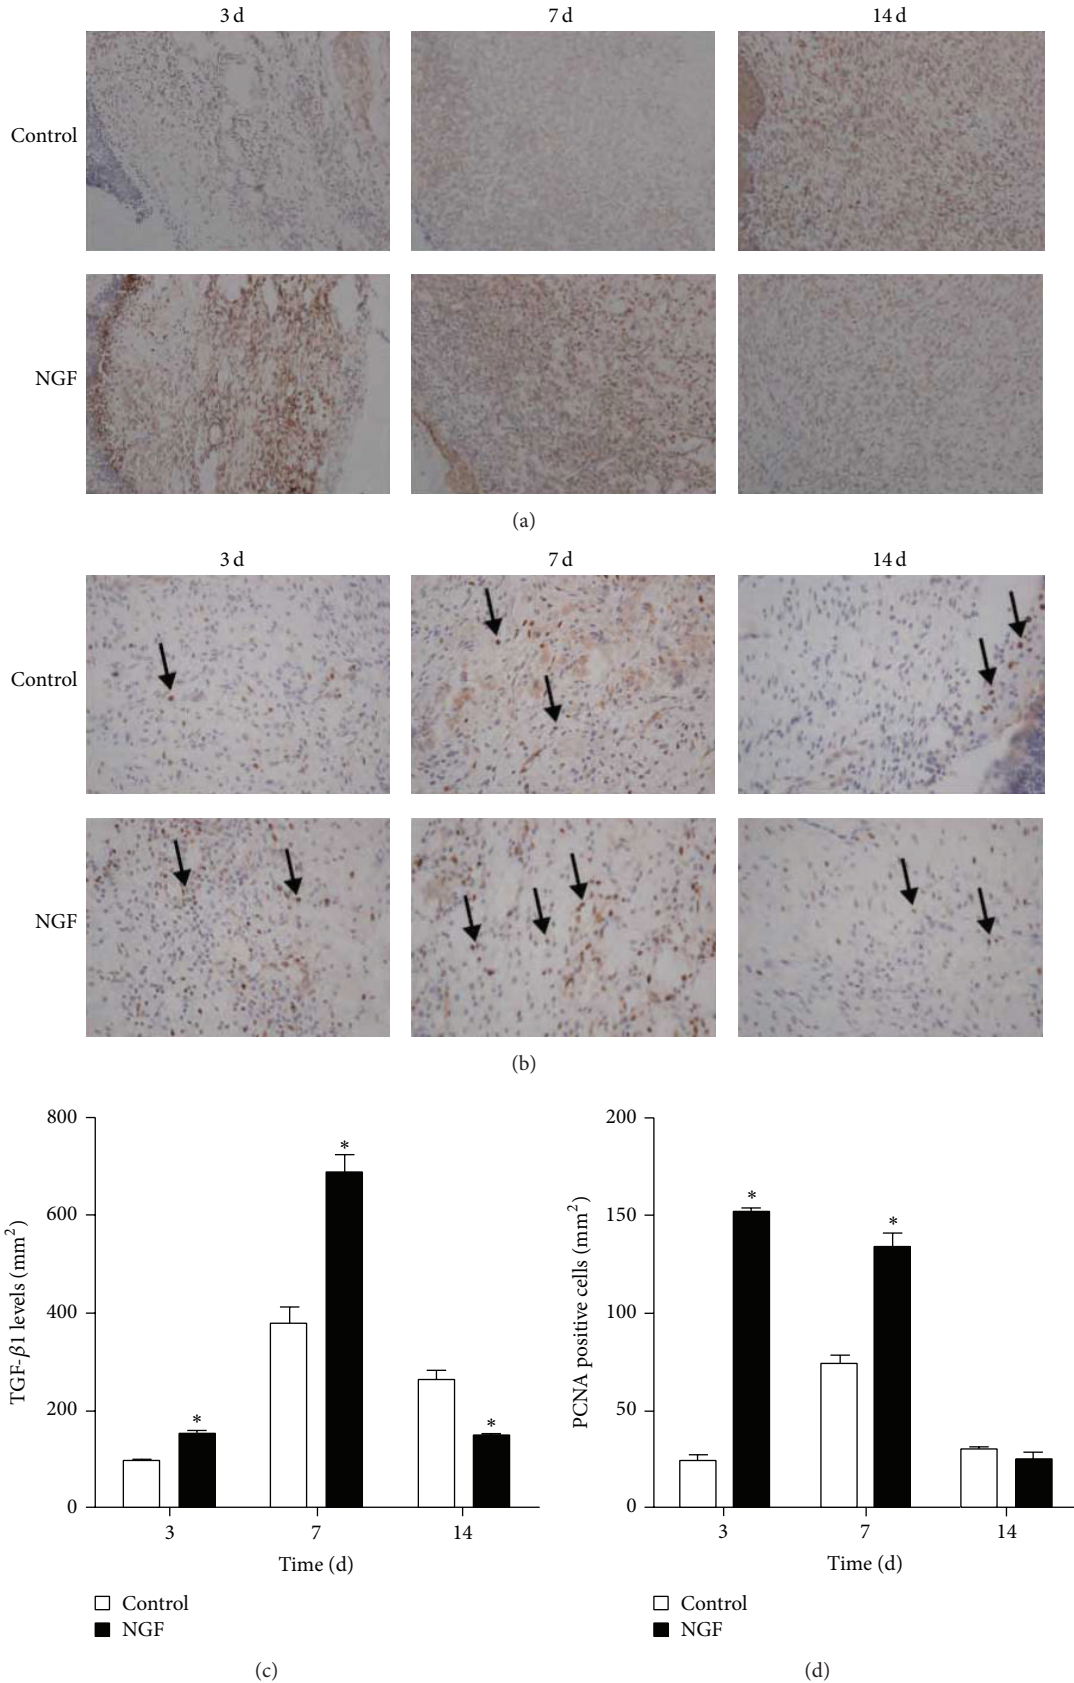 3 d 7 d 14 d
Control
NGF
(a)
3 d 7 d 14 d
Control
NGF
(b)
800
600
400
200
0
TGF-β1 levels (mm²)
* * *
3 7 14
Time (d)
Control
NGF
(c)
200
150
100
50
0
PCNA positive cells (mm²)
* *
3 7 14
Time (d)
Control
NGF
(d)